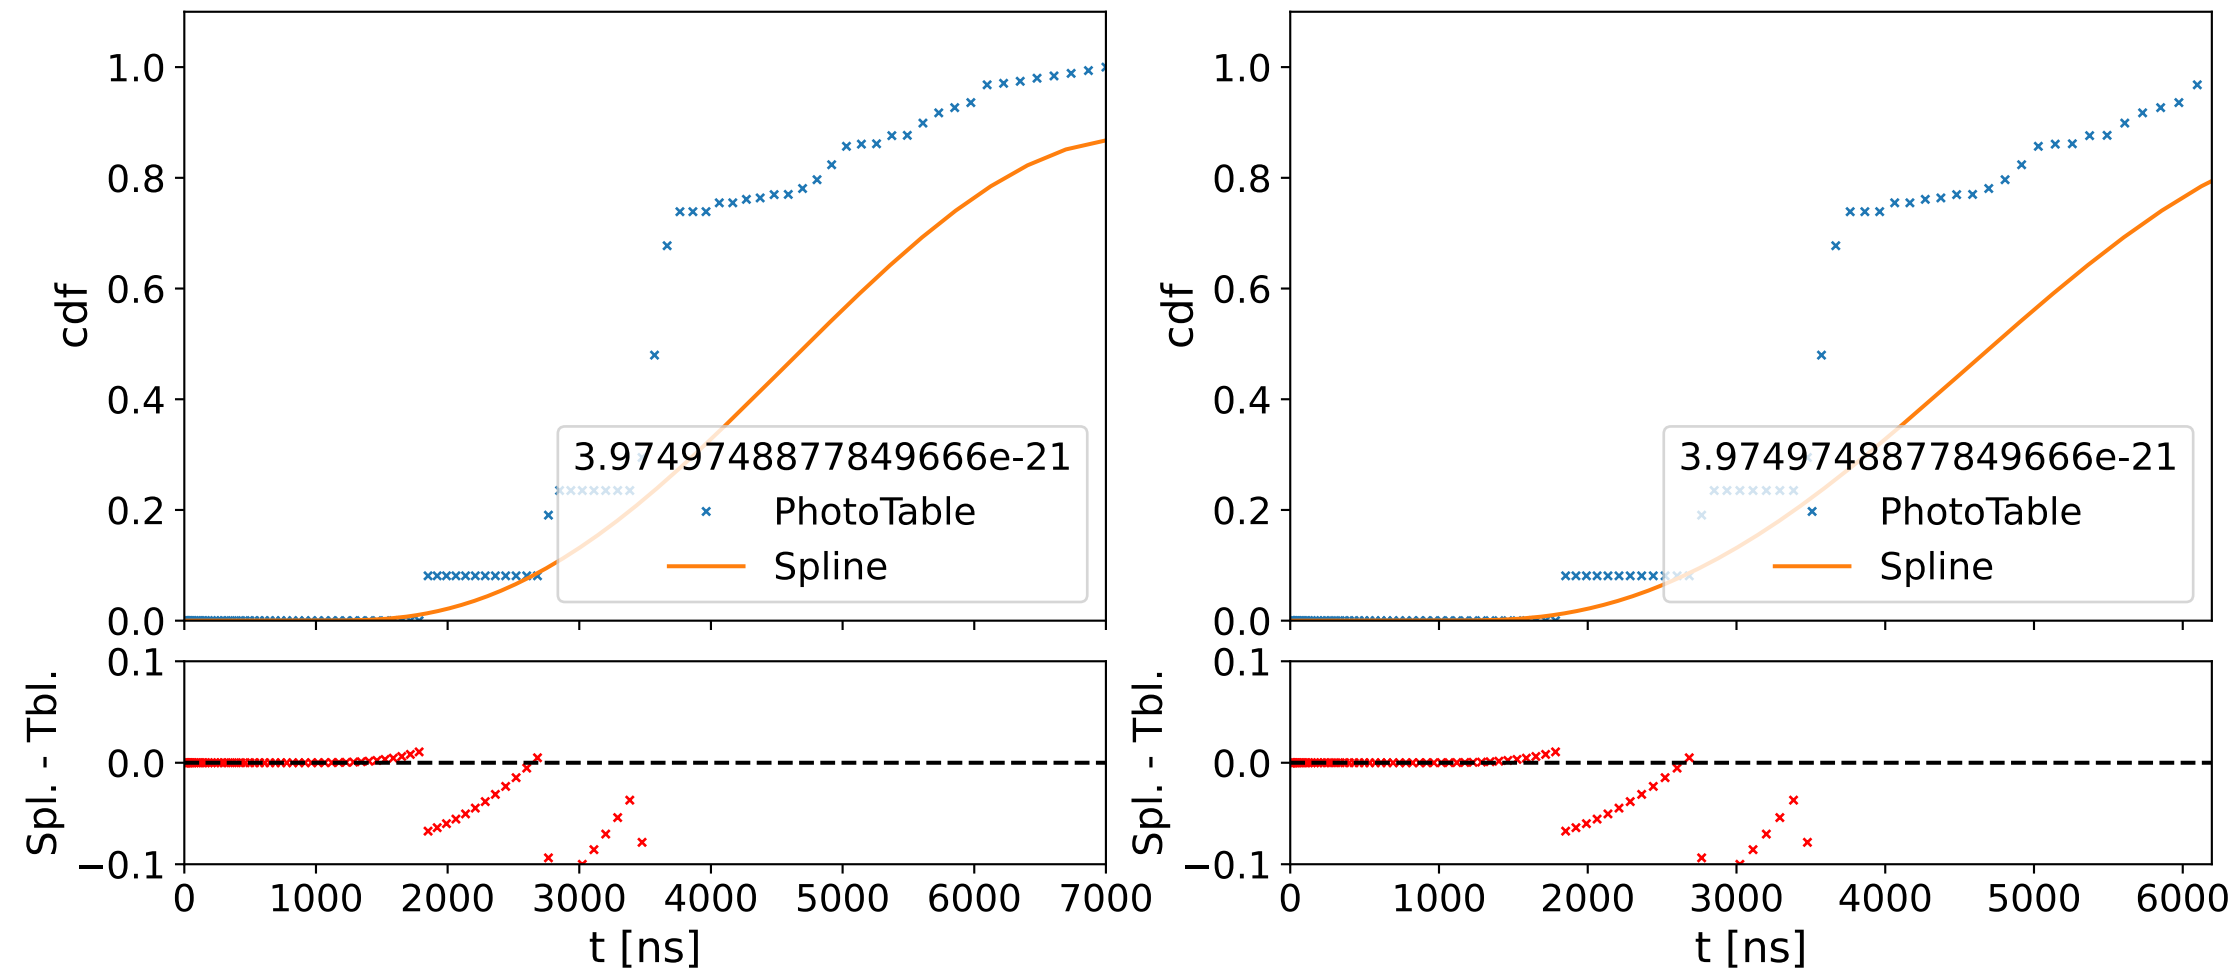 cdf
1.0
0.8
0.6
0.4
0.2
0.0
3.97497488778496​66e-21
PhotoTable
Spline
Spl. - Tbl.
0.1
0.0
−0.1
0 1000 2000 3000 4000 5000 6000 7000
t [ns]
cdf
1.0
0.8
0.6
0.4
0.2
0.0
3.9749748877849666e-21
PhotoTable
Spline
Spl. - Tbl.
0.1
0.0
−0.1
0 1000 2000 3000 4000 5000 6000
t [ns]